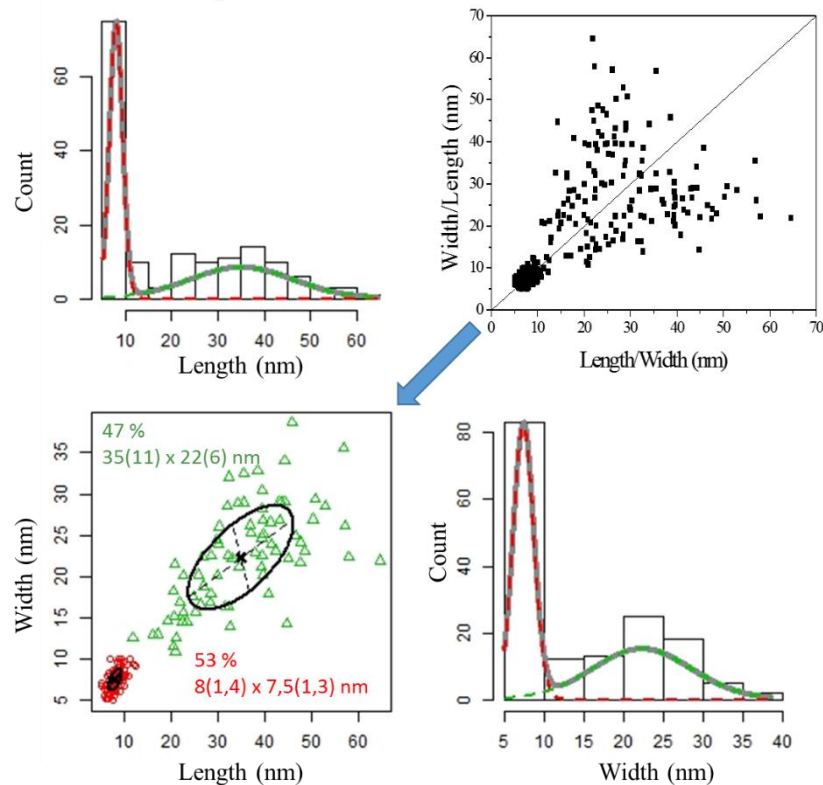 Count
60
40
20
0
10 20 30 40 50 60
Length (nm)
Width/Length (nm)
70
60
50
40
30
20
10
0
0 10 20 30 40 50 60 70
Length/Width (nm)
Width (nm)
35
30
25
20
15
10
5
47 %
35(11) x 22(6) nm
53 %
8(1,4) x 7,5(1,3) nm
10 20 30 40 50 60
Length (nm)
Count
80
60
40
20
0
5 10 15 20 25 30 35 40
Width (nm)